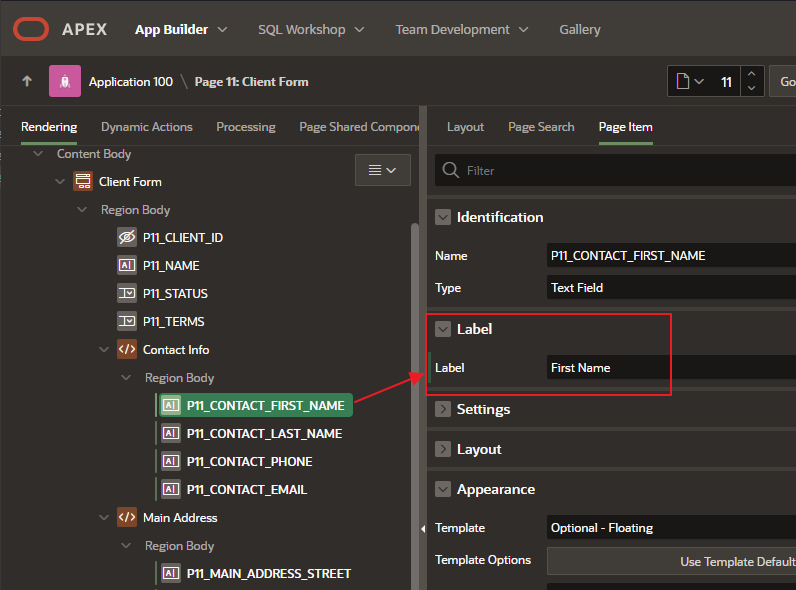 APEX App Builder SQL Workshop Team Development Gallery
Application 100 \ Page 11: Client Form 11 Go
Rendering Dynamic Actions Processing Page Shared Compon
Layout Page Search Page Item
Content Body
Client Form
Region Body
P11_CLIENT_ID
P11_NAME
P11_STATUS
P11_TERMS
Contact Info
Region Body
P11_CONTACT_FIRST_NAME
P11_CONTACT_LAST_NAME
P11_CONTACT_PHONE
P11_CONTACT_EMAIL
Main Address
Region Body
P11_MAIN_ADDRESS_STREET
Filter
Identification
Name P11_CONTACT_FIRST_NAME
Type Text Field
Label
Label First Name
Settings
Layout
Appearance
Template Optional - Floating
Template Options Use Template Default